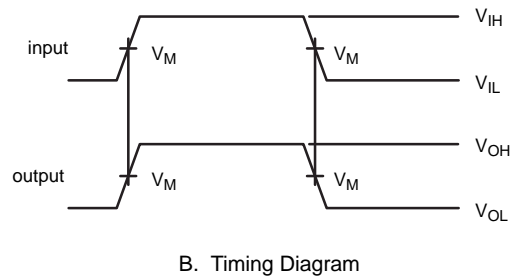 V_IH
input
V_M V_M
V_IL
V_OH
output
V_M V_M
V_OL
B. Timing Diagram